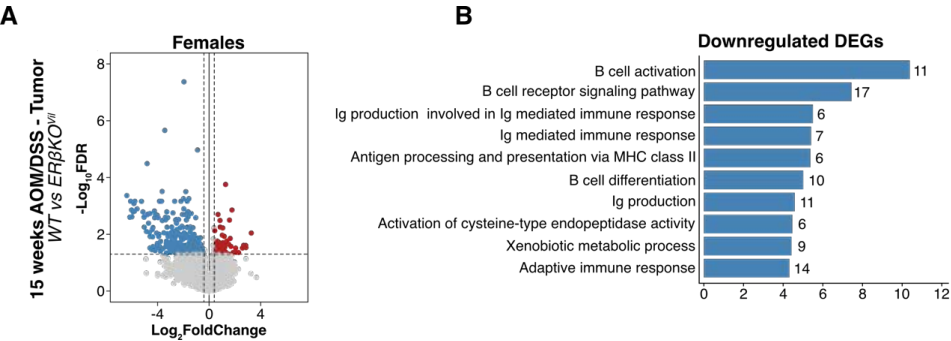 A
Females
15 weeks AOM/DSS - Tumor
WT vs ERβKOVil
-Log10FDR
8
6
4
2
0
-4
0
4
Log2FoldChange
B
Downregulated DEGs
B cell activation
11
B cell receptor signaling pathway
17
Ig production involved in Ig mediated immune response
6
Ig mediated immune response
7
Antigen processing and presentation via MHC class II
6
B cell differentiation
10
Ig production
11
Activation of cysteine-type endopeptidase activity
6
Xenobiotic metabolic process
9
Adaptive immune response
14
0 2 4 6 8 10 12